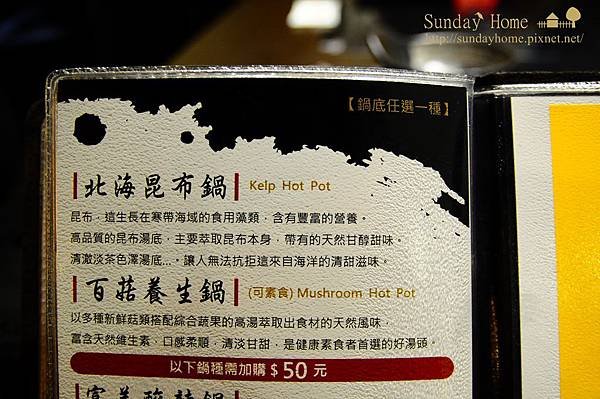 Sunday Home
http://sundayhome.pixnet.net/
【鍋底任選一種】
北海昆布鍋 Kelp Hot Pot
昆布，這生長在寒帶海域的食用藻類，含有豐富的營養。
高品質的昆布湯底，主要萃取昆布本身，帶有的天然甘醇甜味。
清澈淡茶色澤湯底...。讓人無法抗拒這來自海洋的清甜滋味。
百菇養生鍋 (可素食) Mushroom Hot Pot
以多種新鮮菇類搭配綜合蔬果的高湯萃取出食材的天然風味，
富含天然維生素，口感柔順，清淡甘甜，是健康素食者首選的好湯頭。
以下鍋種需加購 $ 50 元